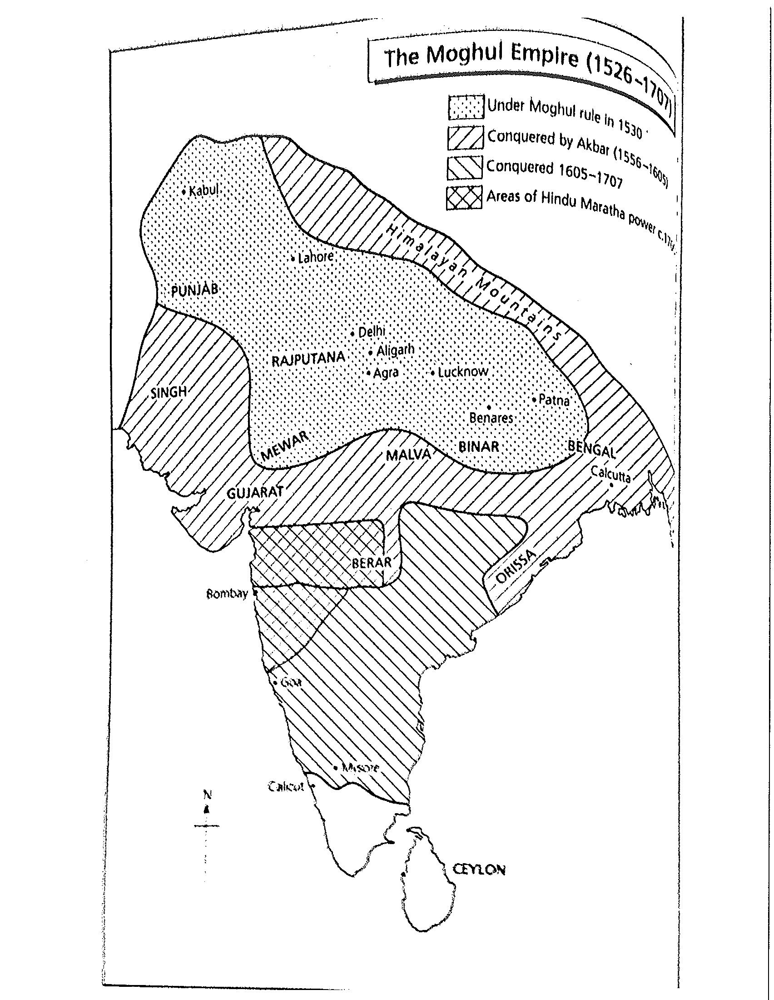 The Moghul Empire (1526–1707)
Under Moghul rule in 1530
Conquered by Akbar (1556–1605)
Conquered 1605–1707
Areas of Hindu Maratha power
Kabul
Himalayan Mountains
Lahore
PUNJAB
Delhi
Aligarh
RAJPUTANA
Agra
Lucknow
SINGH
Patna
Benares
MEWAR
MALVA
BINAR
BENGAL
Calcutta
GUJARAT
BERAR
ORISSA
Bombay
Goa
Misore
Calicut
N
CEYLON